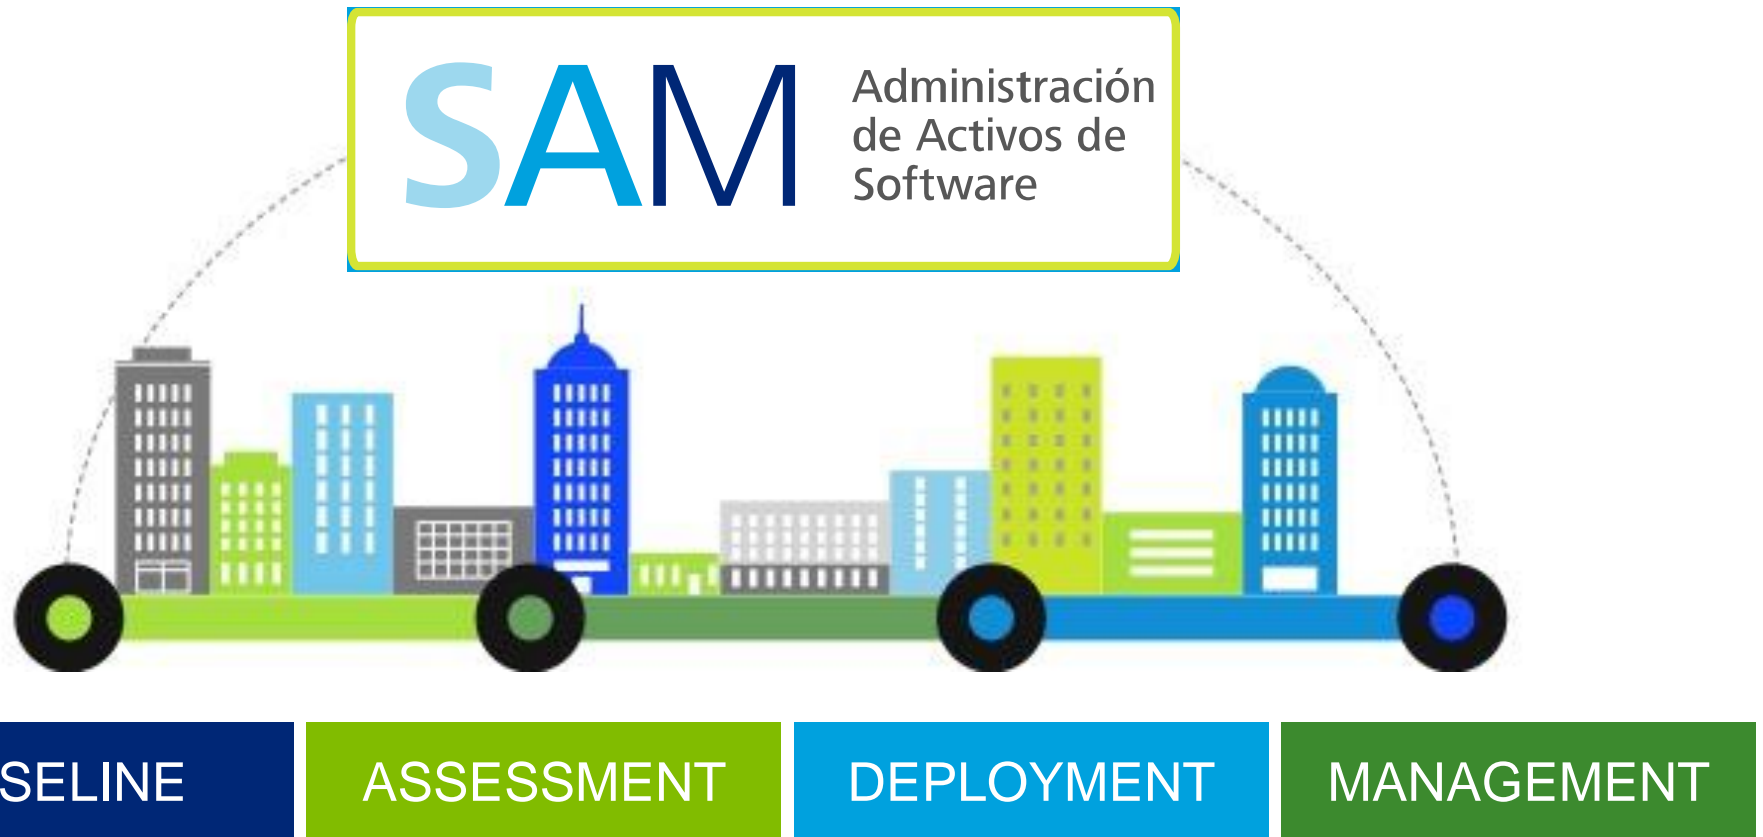 SAM
Administración
de Activos de
Software
SELINE
ASSESSMENT
DEPLOYMENT
MANAGEMENT